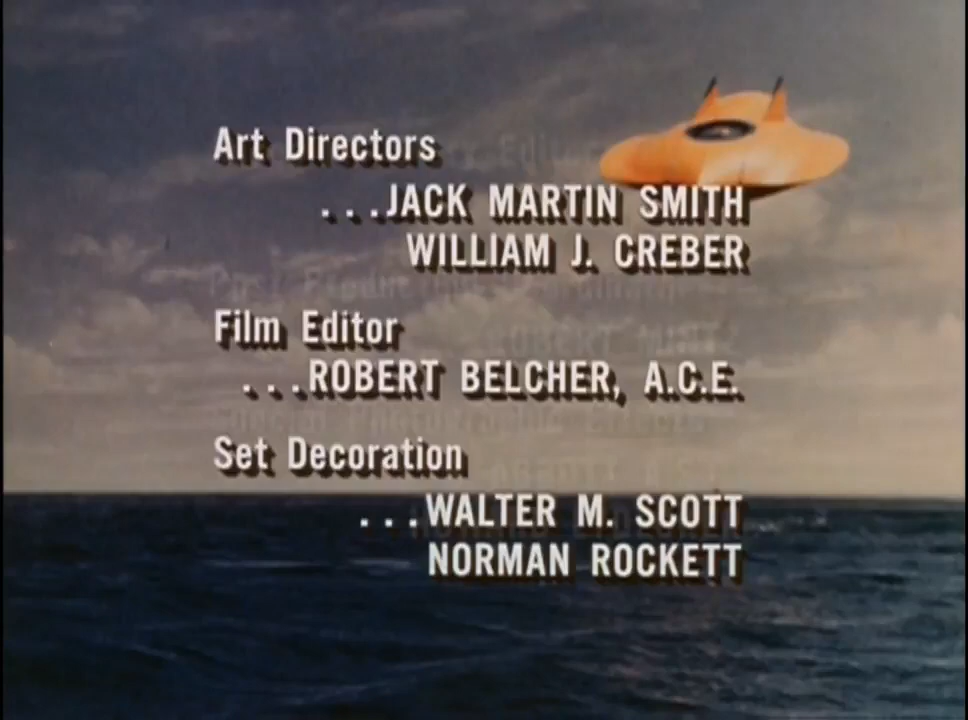 Art Directors
...JACK MARTIN SMITH
WILLIAM J. CREBER
Film Editor
...ROBERT BELCHER, A.C.E.
Set Decoration
...WALTER M. SCOTT
NORMAN ROCKETT